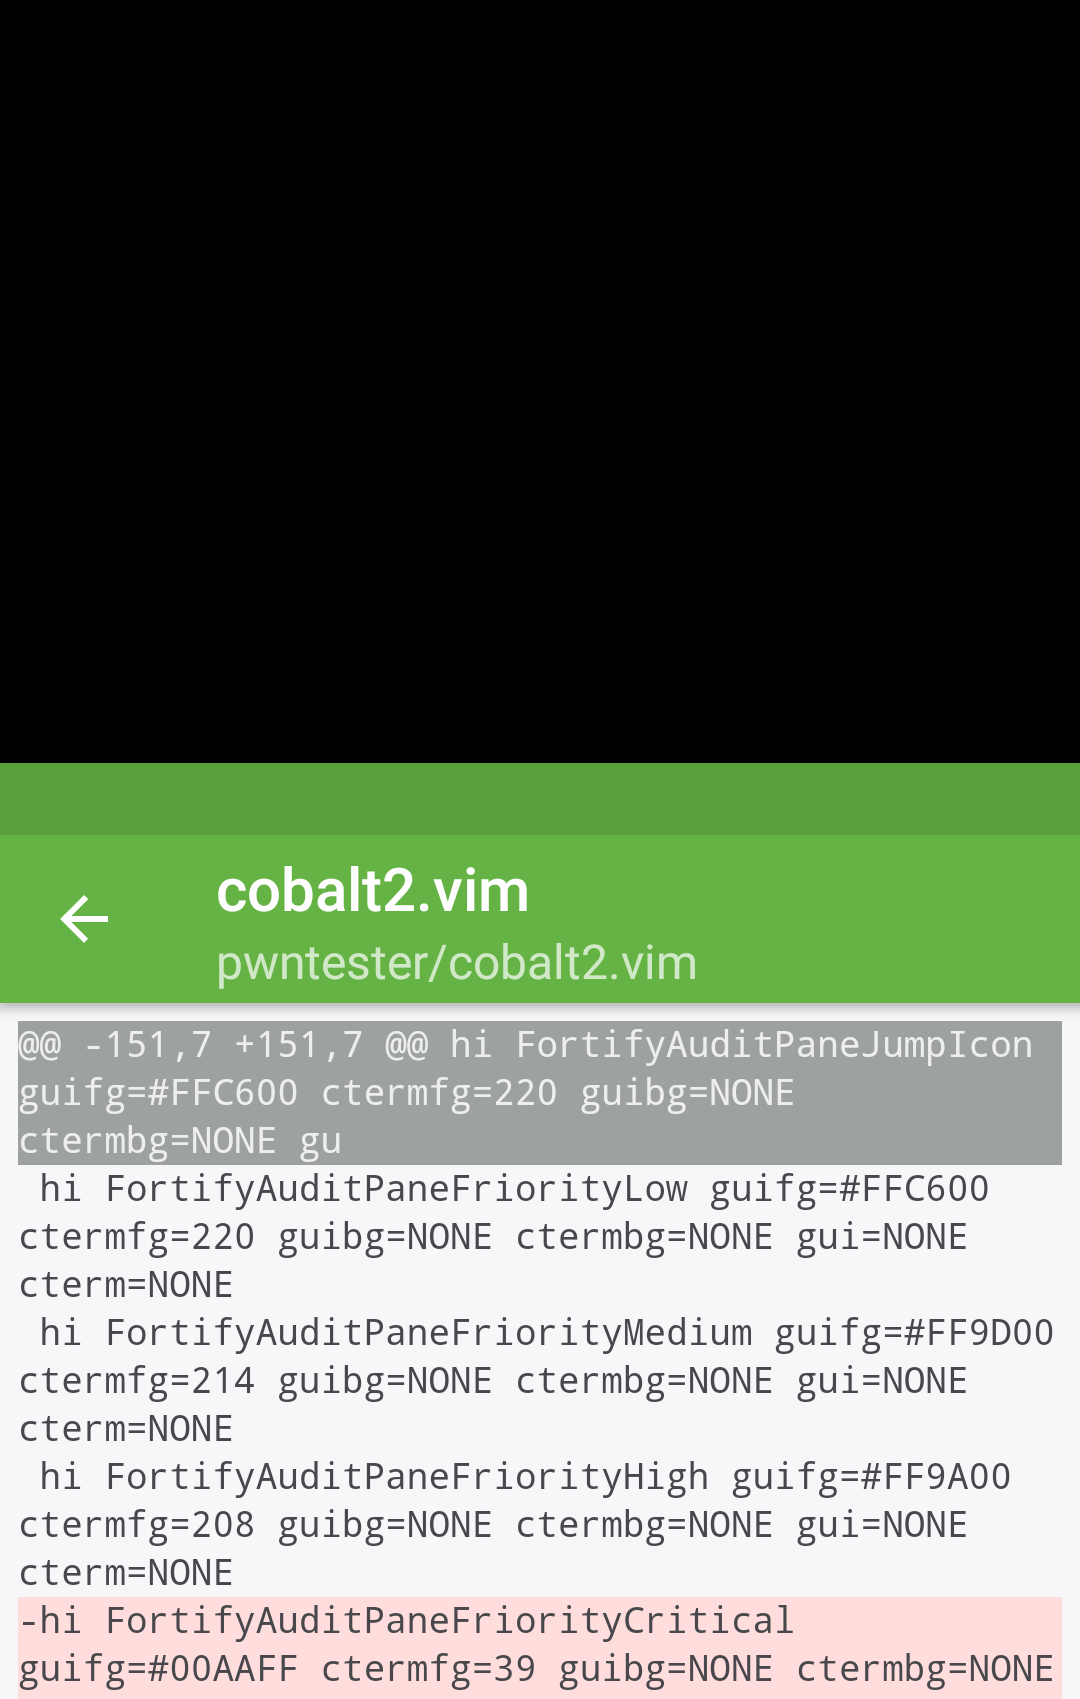 cobalt2.vim
pwntester/cobalt2.vim
@@ -151,7 +151,7 @@ hi FortifyAuditPaneJumpIcon
guifg=#FFC600 ctermfg=220 guibg=NONE
ctermbg=NONE gu
hi FortifyAuditPaneFriorityLow guifg=#FFC600
ctermfg=220 guibg=NONE ctermbg=NONE gui=NONE
cterm=NONE
hi FortifyAuditPaneFriorityMedium guifg=#FF9D00
ctermfg=214 guibg=NONE ctermbg=NONE gui=NONE
cterm=NONE
hi FortifyAuditPaneFriorityHigh guifg=#FF9A00
ctermfg=208 guibg=NONE ctermbg=NONE gui=NONE
cterm=NONE
-hi FortifyAuditPaneFriorityCritical
guifg=#00AAFF ctermfg=39 guibg=NONE ctermbg=NONE